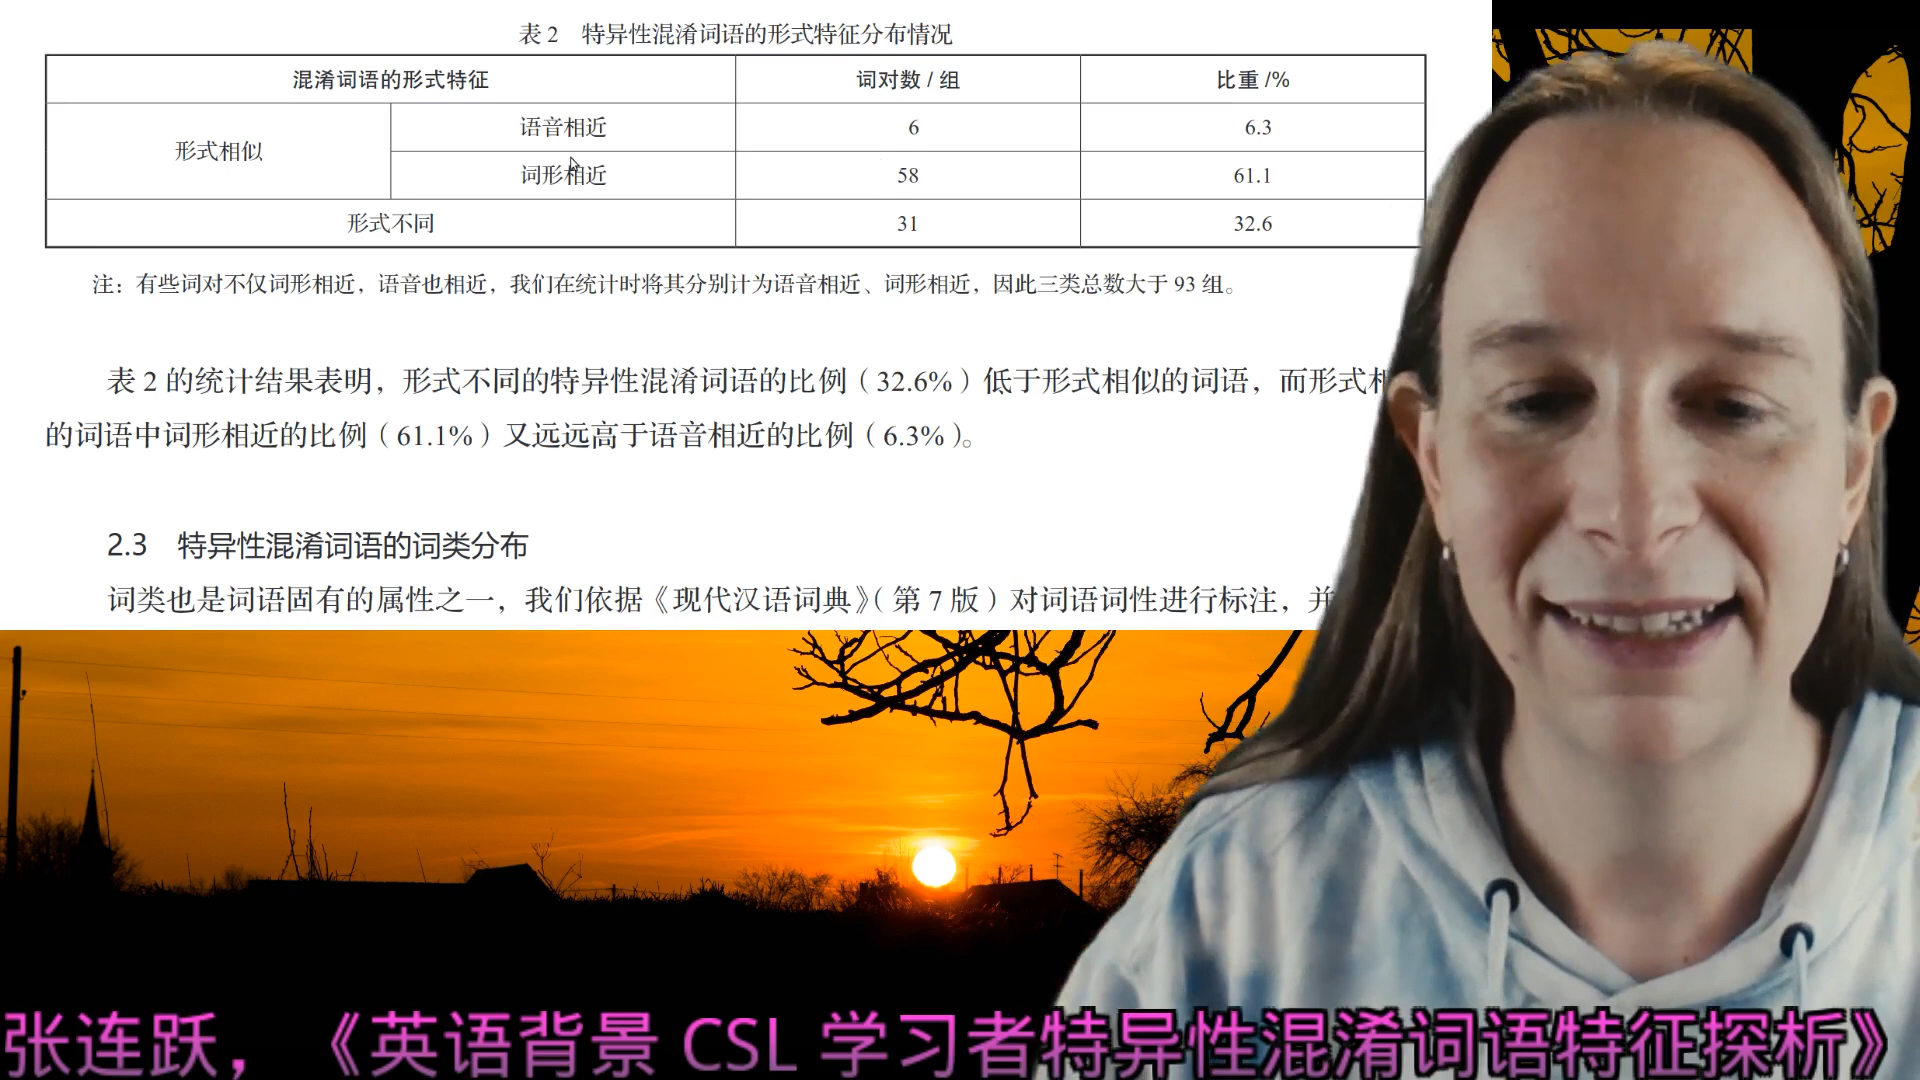 表 2　特异性混淆词语的形式特征分布情况
混淆词语的形式特征　词对数 / 组　比重 /%
形式相似　语音相近　6　6.3
词形相近　58　61.1
形式不同　31　32.6
注：有些词对不仅词形相近，语音也相近，我们在统计时将其分别计为语音相近、词形相近，因此三类总数大于 93 组。
表 2 的统计结果表明，形式不同的特异性混淆词语的比例（32.6%）低于形式相似的词语，而形式
的词语中词形相近的比例（61.1%）又远远高于语音相近的比例（6.3%）。
2.3　特异性混淆词语的词类分布
词类也是词语固有的属性之一，我们依据《现代汉语词典》（第 7 版）对词语词性进行标注，并
张连跃，《英语背景 CSL 学习者特异性混淆词语特征探析》